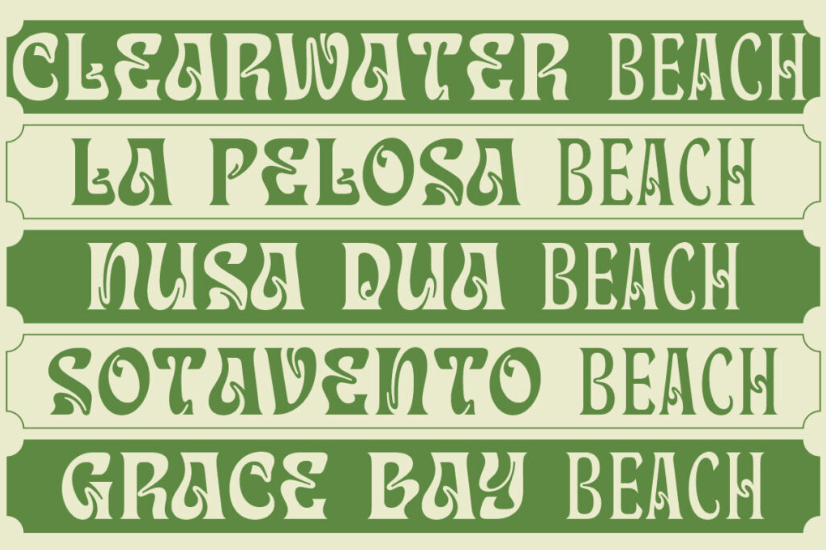 CLEARWATER BEACH
LA PELOSA BEACH
NUSA DUA BEACH
SOTAVENTO BEACH
GRACE BAY BEACH